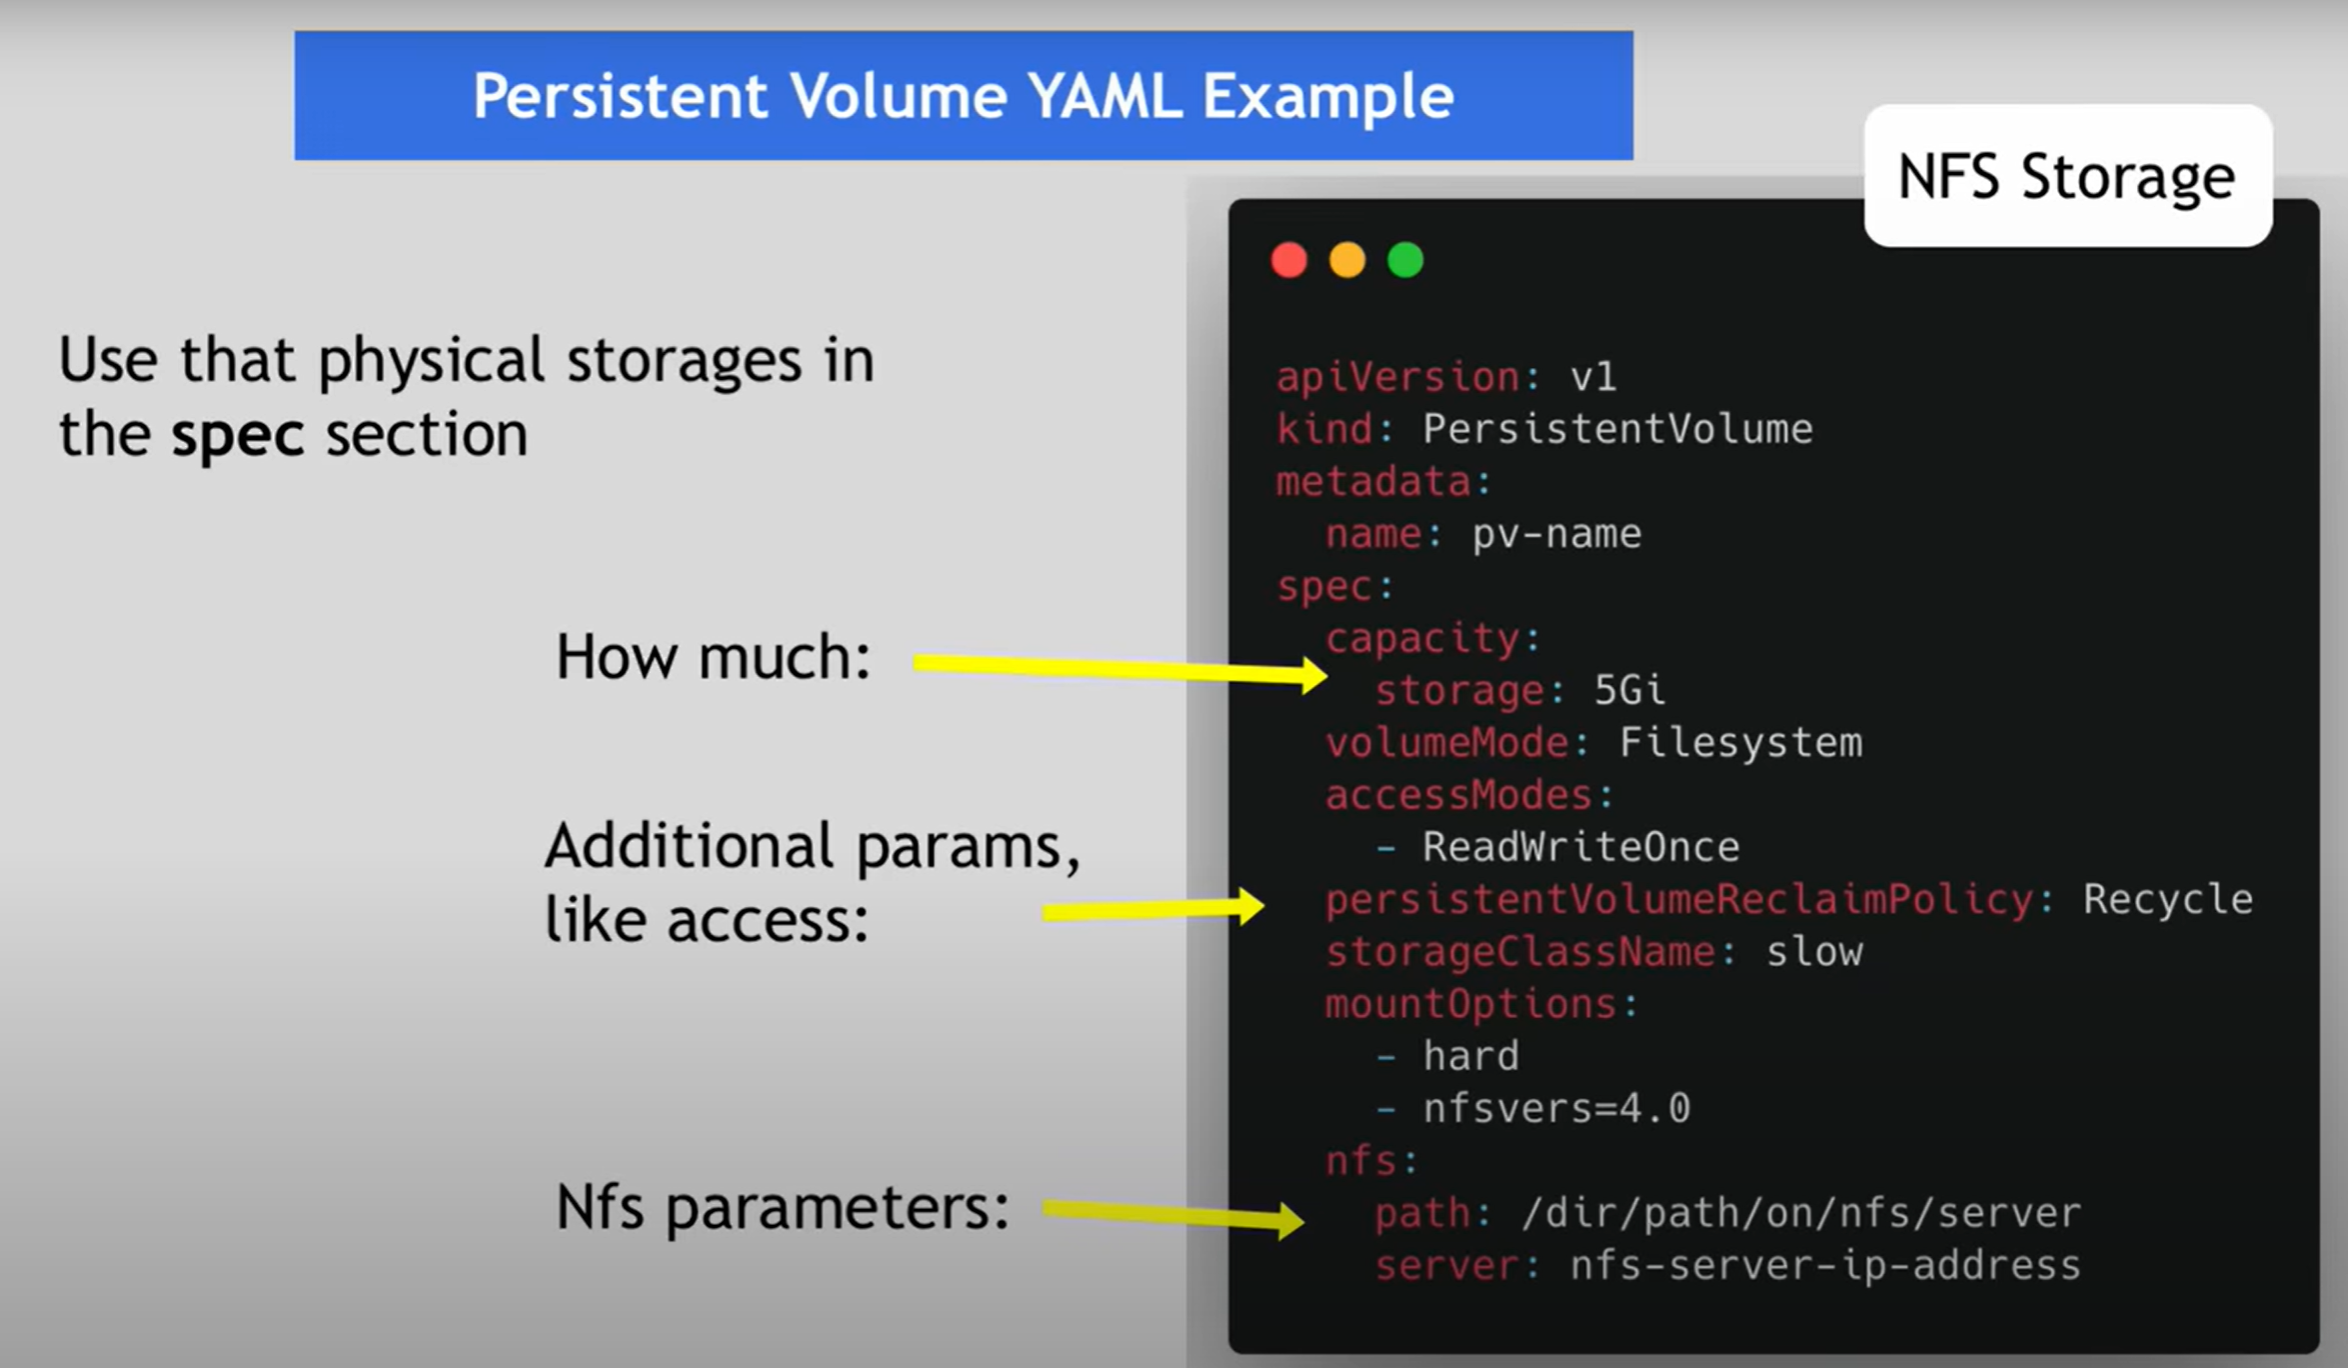 Persistent Volume YAML Example
NFS Storage
Use that physical storages in
the spec section
How much:
Additional params,
like access:
Nfs parameters:
apiVersion: v1
kind: PersistentVolume
metadata:
  name: pv-name
spec:
  capacity:
    storage: 5Gi
  volumeMode: Filesystem
  accessModes:
    - ReadWriteOnce
  persistentVolumeReclaimPolicy: Recycle
  storageClassName: slow
  mountOptions:
    - hard
    - nfsvers=4.0
  nfs:
    path: /dir/path/on/nfs/server
    server: nfs-server-ip-address